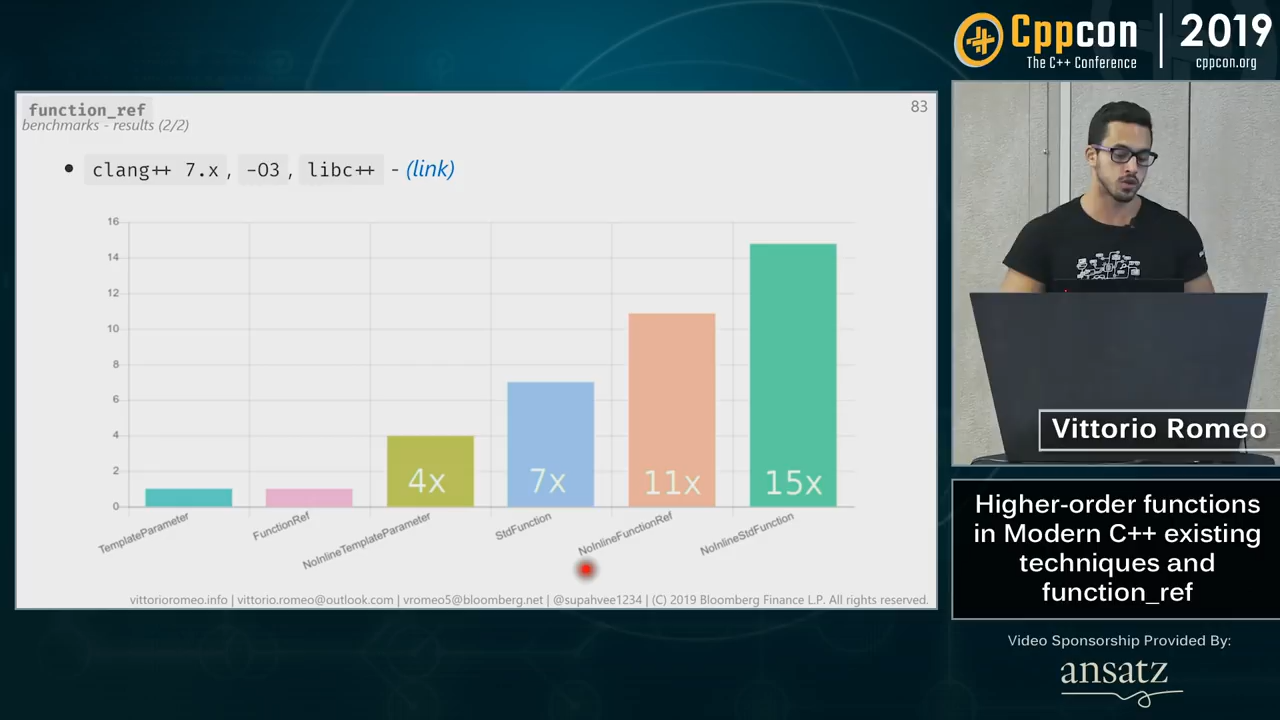 Cppcon | 2019
The C++ Conference
cppcon.org
function_ref
83
benchmarks - results (2/2)
• clang++ 7.x, -O3, libc++ - (link)
16
14
12
10
8
6
4
2
0
4x
7x
11x
15x
TemplateParameter
FunctionRef
NoInlineTemplateParameter
StdFunction
NoInlineFunctionRef
NoInlineStdFunction
vittorioromeo.info | vittorio.romeo@outlook.com | vromeo5@bloomberg.net | @supahvee1234 | (C) 2019 Bloomberg Finance L.P. All rights reserved.
Vittorio Romeo
Higher-order functions
in Modern C++ existing
techniques and
function_ref
Video Sponsorship Provided By:
ansatz